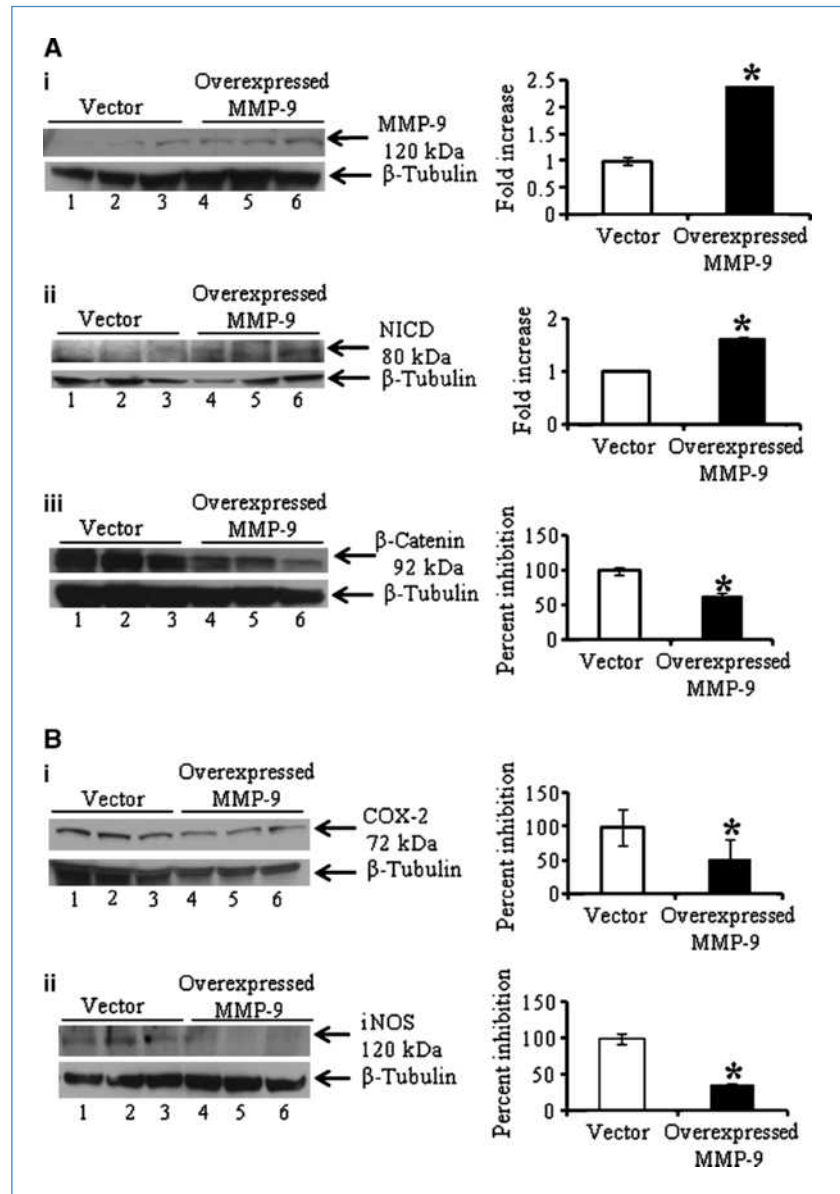 A
i
Vector
Overexpressed
MMP-9
MMP-9
120 kDa
β-Tubulin
1 2 3 4 5 6
Fold increase
2.5
2
1.5
1
0.5
0
*
Vector
Overexpressed
MMP-9
ii
Vector
Overexpressed
MMP-9
NICD
80 kDa
β-Tubulin
1 2 3 4 5 6
Fold increase
2
1
0
*
Vector
Overexpressed
MMP-9
iii
Vector
Overexpressed
MMP-9
β-Catenin
92 kDa
β-Tubulin
1 2 3 4 5 6
Percent inhibition
150
100
50
0
*
Vector
Overexpressed
MMP-9
B
i
Vector
Overexpressed
MMP-9
COX-2
72 kDa
β-Tubulin
1 2 3 4 5 6
Percent inhibition
150
100
50
0
*
Vector
Overexpressed
MMP-9
ii
Vector
Overexpressed
MMP-9
iNOS
120 kDa
β-Tubulin
1 2 3 4 5 6
Percent inhibition
150
100
50
0
*
Vector
Overexpressed
MMP-9